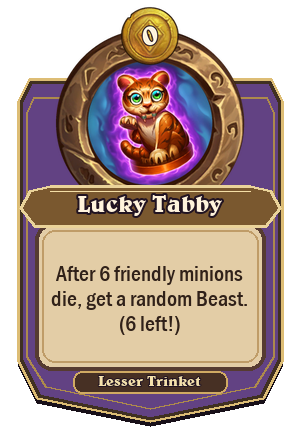 0
Lucky Tabby
After 6 friendly minions
die, get a random Beast.
(6 left!)
Lesser Trinket